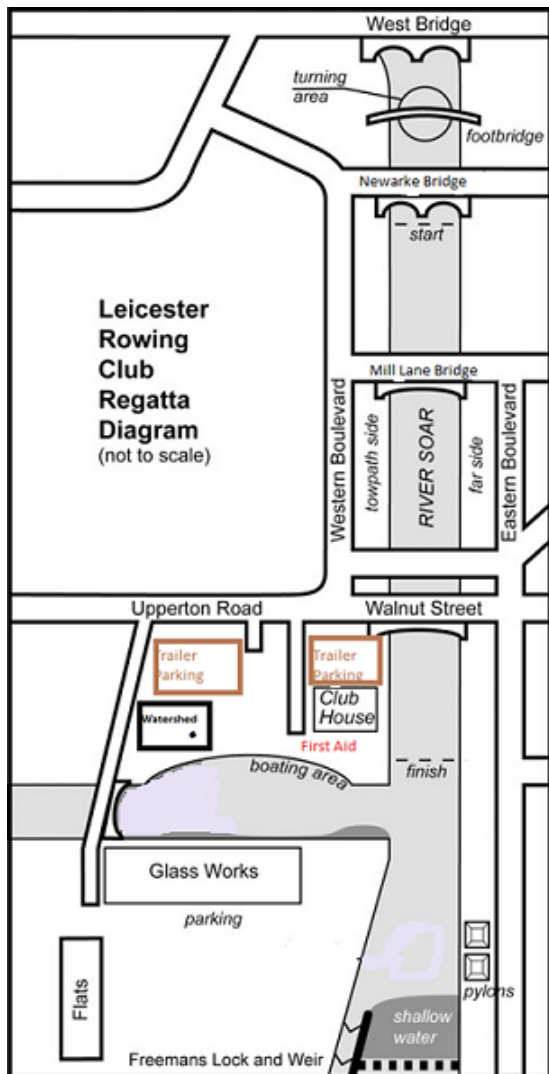 West Bridge
turning
area
footbridge
Newarke Bridge
start
Leicester
Rowing
Club
Regatta
Diagram
(not to scale)
Mill Lane Bridge
Western Boulevard
towpath side
RIVER SOAR
far side
Eastern Boulevard
Upperton Road
Walnut Street
Trailer
Parking
Trailer
Parking
Club
House
Watershed
First Aid
boating area
finish
Glass Works
parking
Flats
pylons
shallow
water
Freemans Lock and Weir